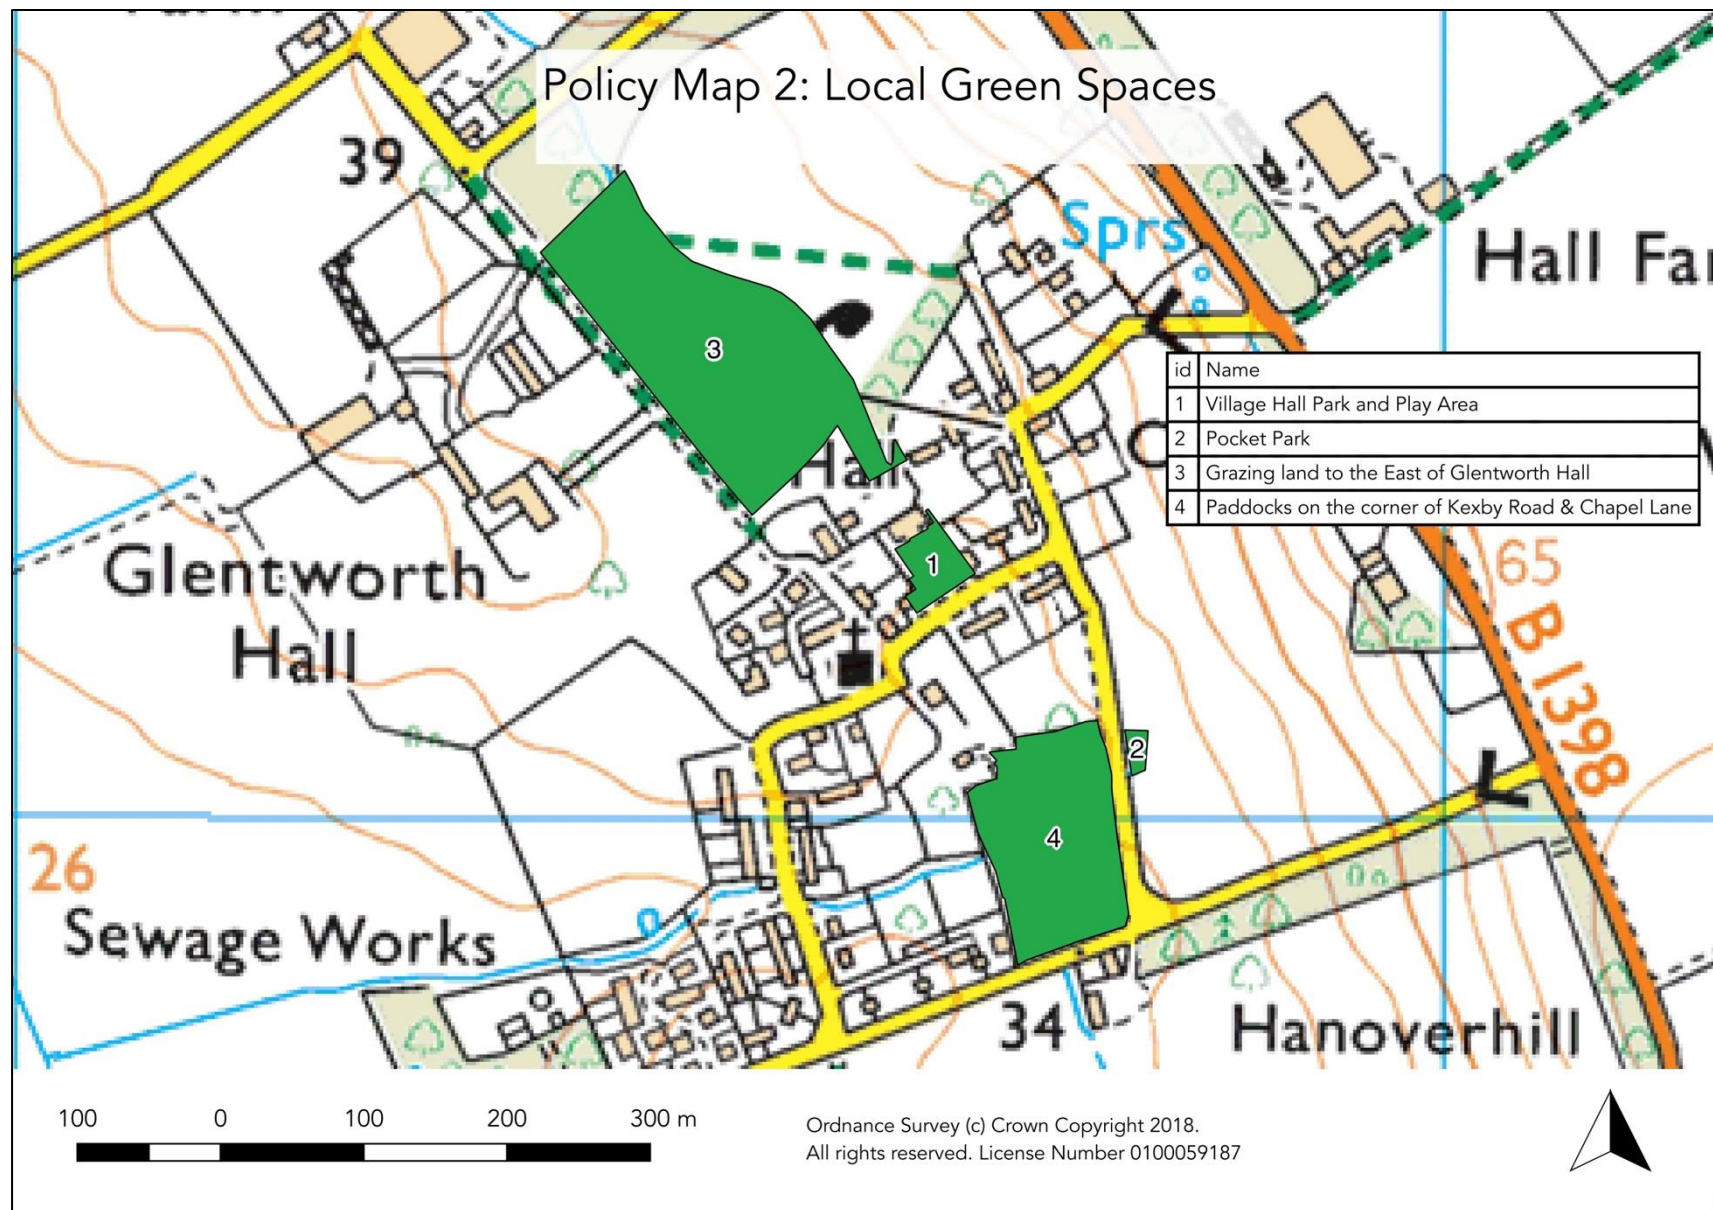 Policy Map 2: Local Green Spaces
39
Sprs
Hall Far
3
id Name
1 Village Hall Park and Play Area
2 Pocket Park
3 Grazing land to the East of Glentworth Hall
4 Paddocks on the corner of Kexby Road & Chapel Lane
Hall
Glentworth
Hall
1
65
B 1398
2
4
26
Sewage Works
34
Hanoverhill
100 0 100 200 300 m
Ordnance Survey (c) Crown Copyright 2018.
All rights reserved. License Number 0100059187